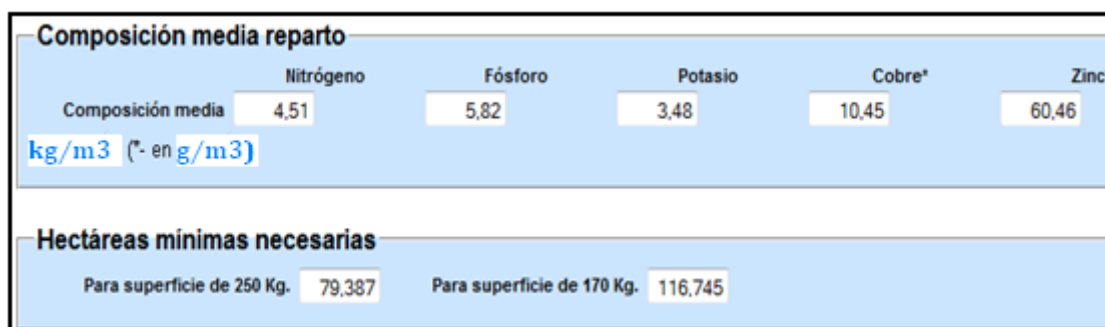 Composición media reparto
Nitrógeno Fósforo Potasio Cobre* Zinc
Composición media 4,51 5,82 3,48 10,45 60,46
kg/m3 (*- en g/m3)
Hectáreas mínimas necesarias
Para superficie de 250 Kg. 79,387 Para superficie de 170 Kg. 116,745